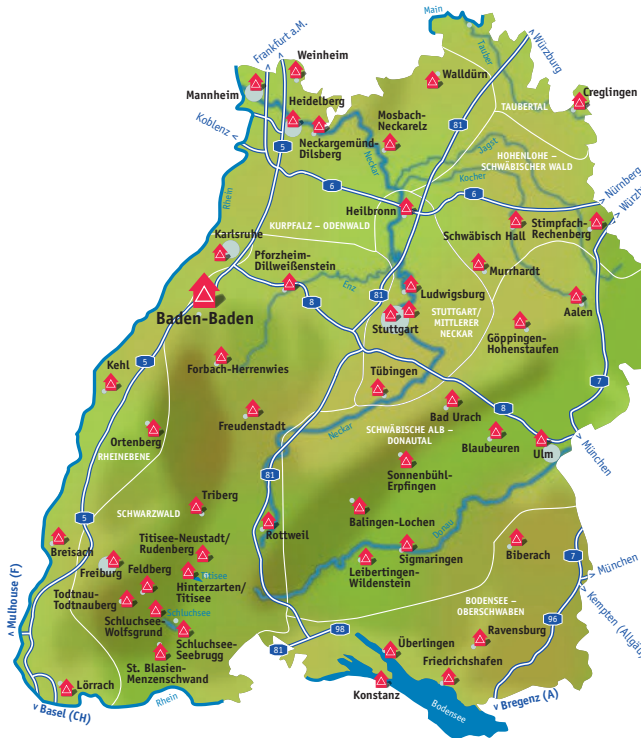 Main
Frankfurt a.M.
Weinheim
Tauber
Würzburg
Walldürn
Creglingen
Mannheim
Heidelberg
TAUBERTAL
Koblenz
Mosbach-
Neckarelz
81
5
Neckargemünd-
Dilsberg
Neckar
Jagst
HOHENLOHE –
SCHWÄBISCHER WALD
Kocher
6
6
Nürnberg
Würzb
Rhein
Heilbronn
KURPFALZ – ODENWALD
Schwäbisch Hall
Stimpfach-
Rechenberg
Karlsruhe
Pforzheim-
Dillweißenstein
Murrhardt
Enz
81
Ludwigsburg
8
Baden-Baden
Stuttgart
STUTTGART/
MITTLERER
NECKAR
Aalen
Göppingen-
Hohenstaufen
Kehl
5
Forbach-Herrenwies
Tübingen
7
8
Bad Urach
Ortenberg
Freudenstadt
Neckar
SCHWÄBISCHE ALB –
DONAUTAL
Blaubeuren
Ulm
München
RHEINEBENE
Sonnenbühl-
Erpfingen
81
Triberg
SCHWARZWALD
5
Balingen-Lochen
Rottweil
Donau
Breisach
Titisee-Neustadt/
Rudenberg
Biberach
7
Freiburg
Feldberg
Titisee
Sigmaringen
Leibertingen-
Wildenstein
München
Mulhouse (F)
Todtnau-
Todtnauberg
Hinterzarten/
Titisee
Schluchsee
Kempten (Allgäu
BODENSEE –
OBERSCHWABEN
Schluchsee-
Wolfsgrund
98
96
Ravensburg
Schluchsee-
Seebrugg
81
Überlingen
St. Blasien-
Menzenschwand
Friedrichshafen
Lörrach
Konstanz
Rhein
Basel (CH)
Bodensee
Bregenz (A)